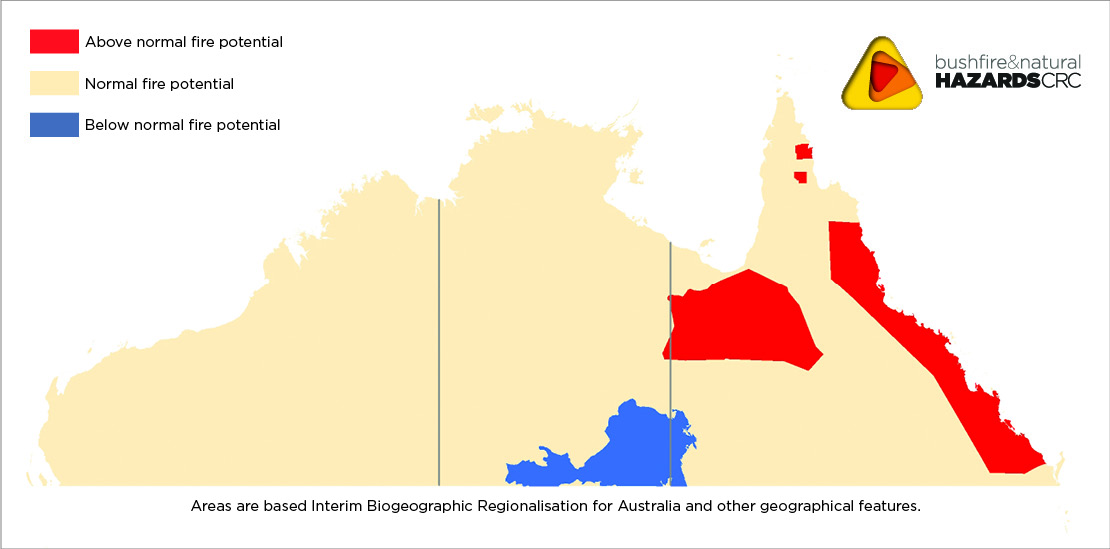 Above normal fire potential
Normal fire potential
Below normal fire potential
bushfire&natural
HAZARDSCRC
Areas are based Interim Biogeographic Regionalisation for Australia and other geographical features.